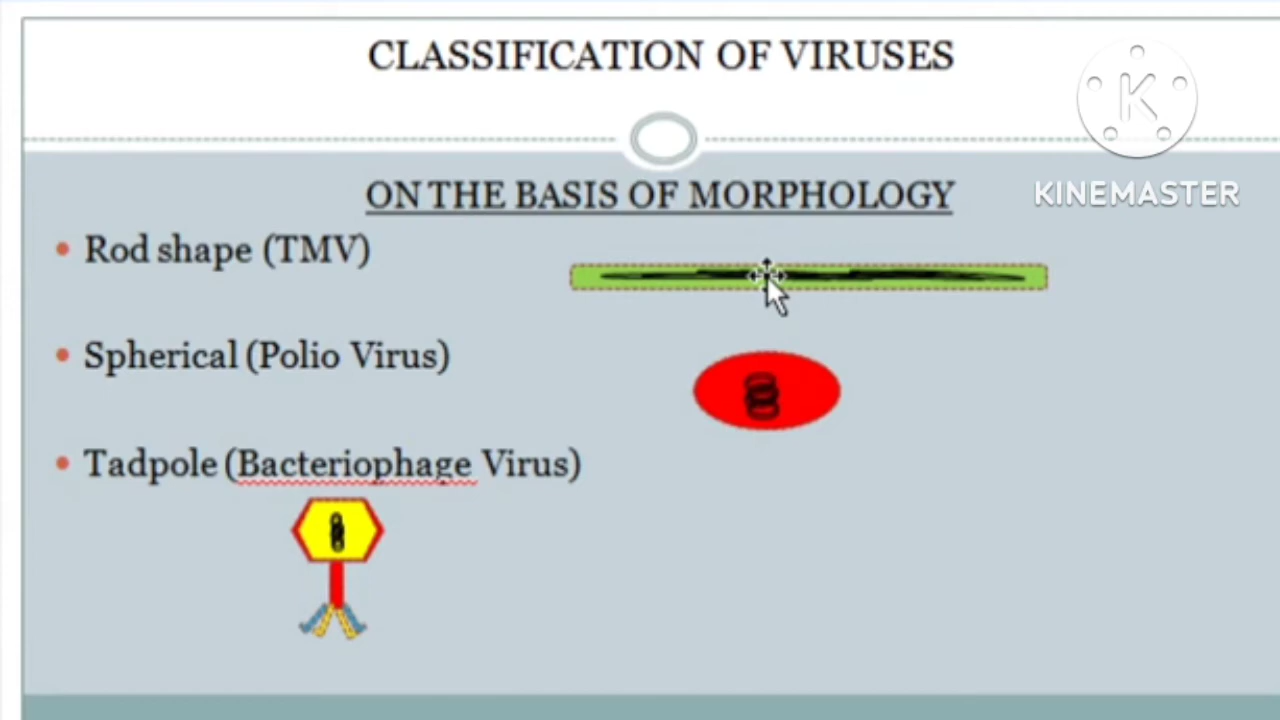 CLASSIFICATION OF VIRUSES
K
KINEMASTER
ON THE BASIS OF MORPHOLOGY
Rod shape (TMV)
Spherical (Polio Virus)
Tadpole (Bacteriophage Virus)